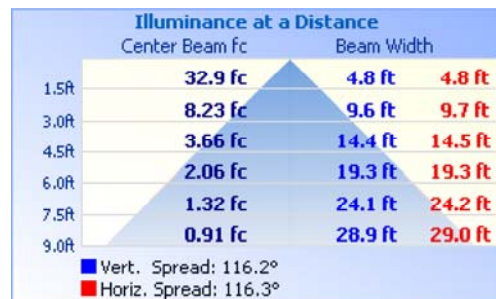 Illuminance at a Distance
Center Beam fc Beam Width
1.5ft 32.9 fc 4.8 ft 4.8 ft
3.0ft 8.23 fc 9.6 ft 9.7 ft
4.5ft 3.66 fc 14.4 ft 14.5 ft
6.0ft 2.06 fc 19.3 ft 19.3 ft
7.5ft 1.32 fc 24.1 ft 24.2 ft
9.0ft 0.91 fc 28.9 ft 29.0 ft
Vert. Spread: 116.2°
Horiz. Spread: 116.3°